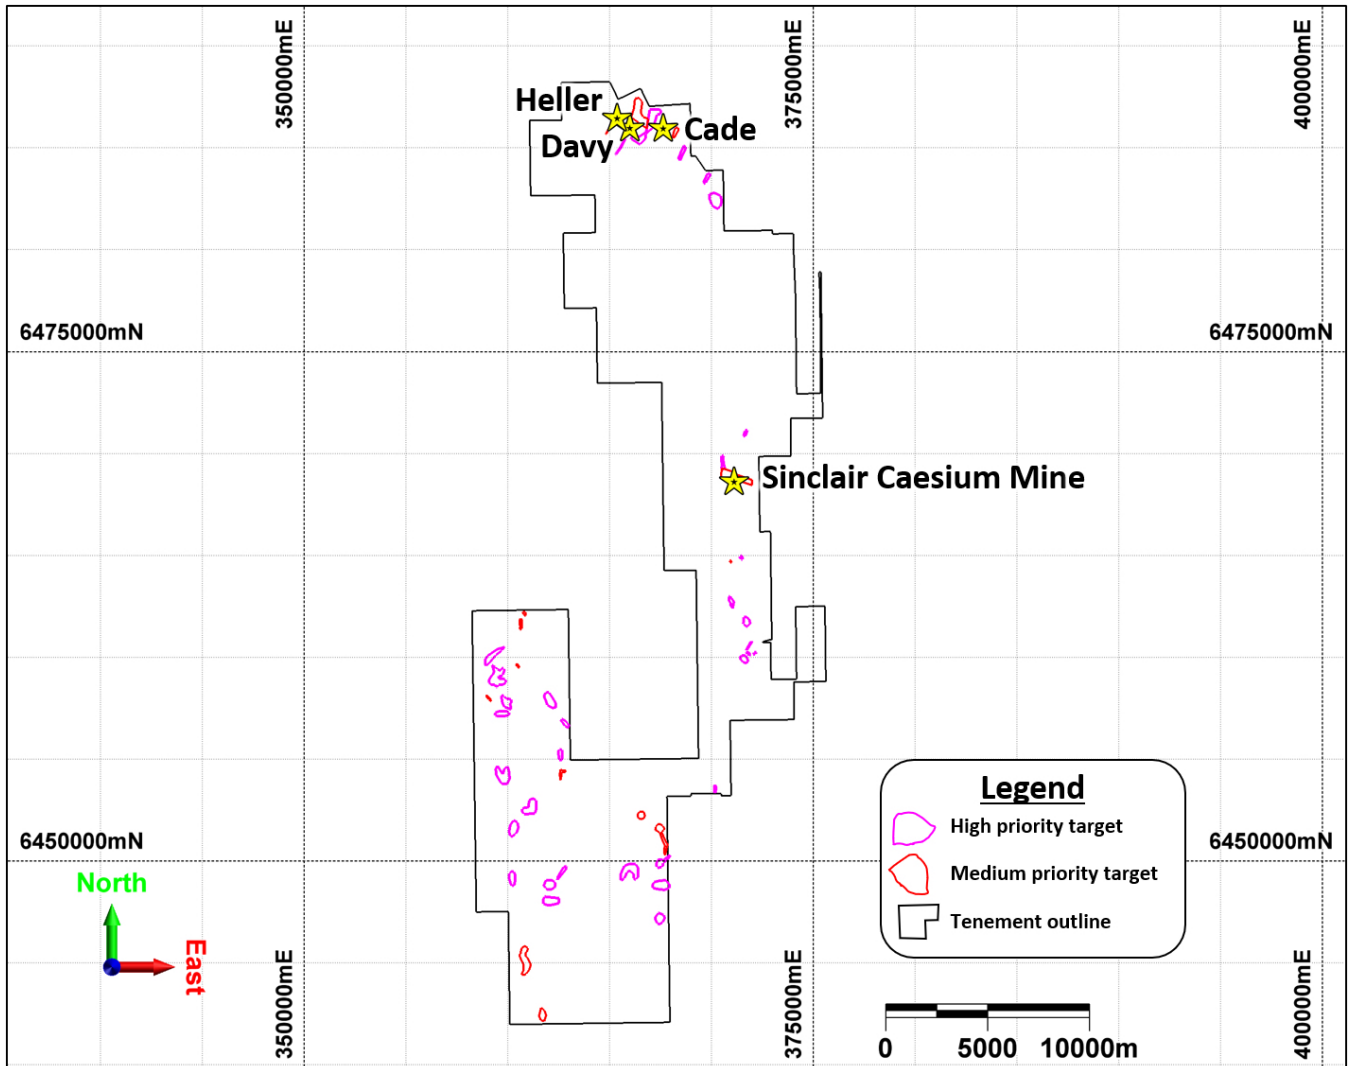 350000mE
375000mE
400000mE
Heller
Davy
Cade
6475000mN
6475000mN
Sinclair Caesium Mine
6450000mN
6450000mN
North
East
Legend
High priority target
Medium priority target
Tenement outline
350000mE
375000mE
400000mE
0 5000 10000m